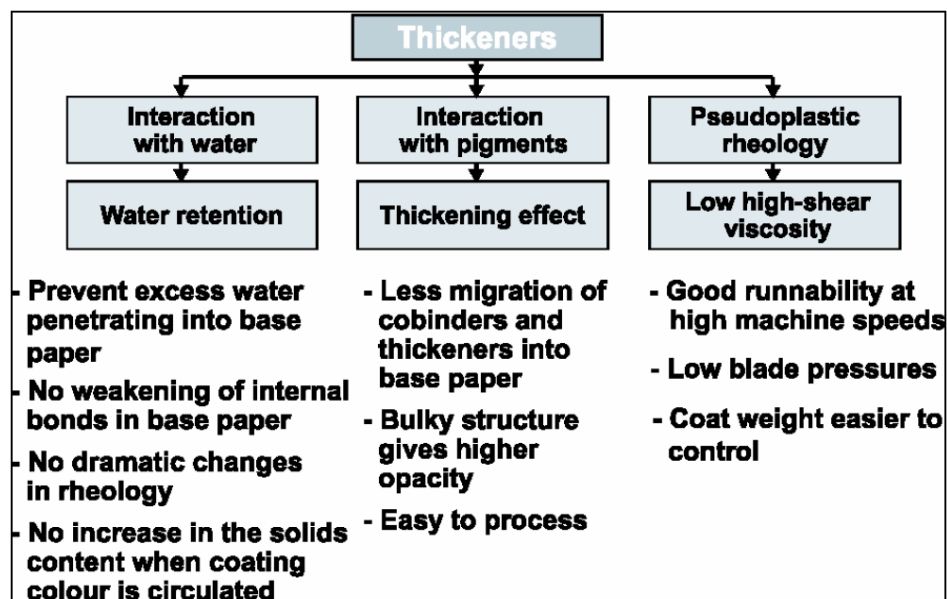 Thickeners
Interaction
with water
Interaction
with pigments
Pseudoplastic
rheology
Water retention
Thickening effect
Low high-shear
viscosity
- Prevent excess water
penetrating into base
paper
- No weakening of internal
bonds in base paper
- No dramatic changes
in rheology
- No increase in the solids
content when coating
colour is circulated
- Less migration of
cobinders and
thickeners into
base paper
- Bulky structure
gives higher
opacity
- Easy to process
- Good runnability at
high machine speeds
- Low blade pressures
- Coat weight easier to
control